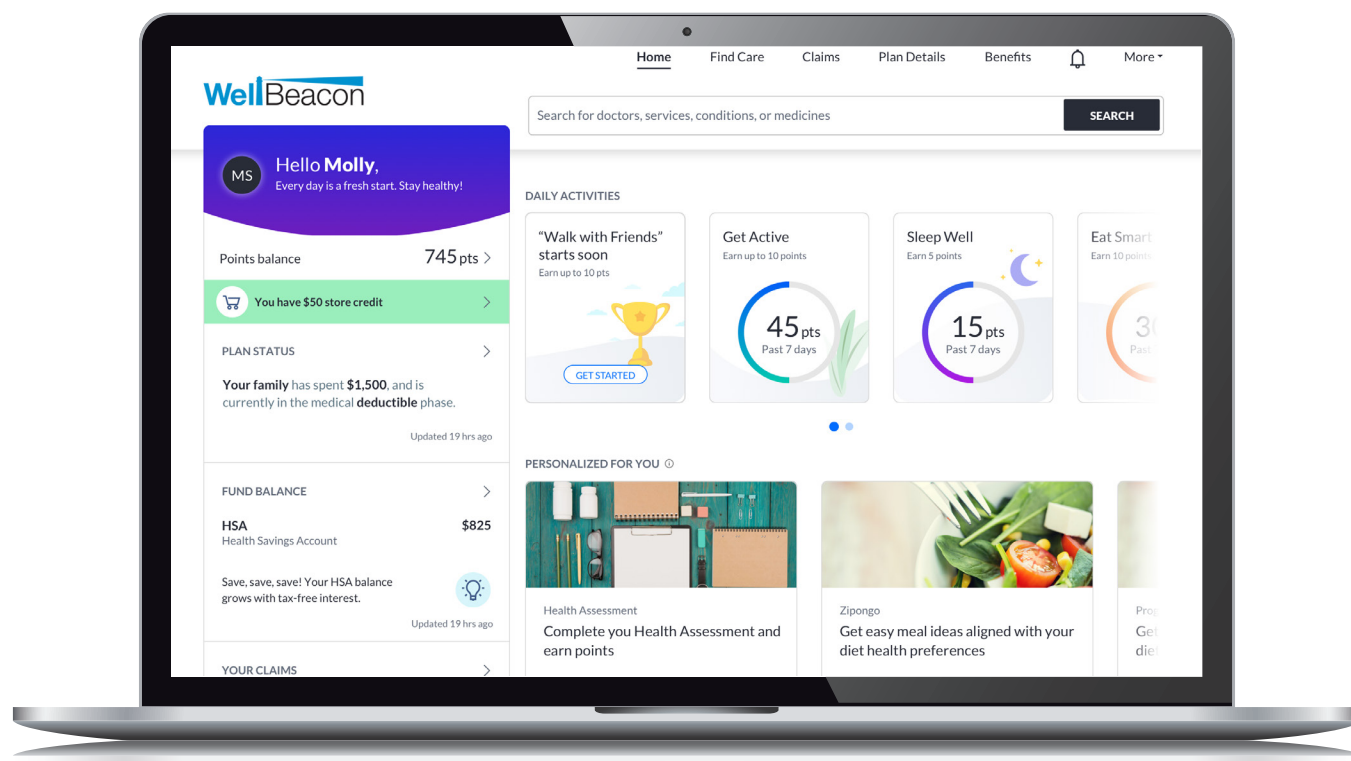 Home Find Care Claims Plan Details Benefits More
WellBeacon
Search for doctors, services, conditions, or medicines SEARCH
MS
Hello Molly,
Every day is a fresh start. Stay healthy!
Points balance 745 pts
You have $50 store credit
PLAN STATUS
Your family has spent $1,500, and is
currently in the medical deductible phase.
Updated 19 hrs ago
FUND BALANCE
HSA $825
Health Savings Account
Save, save, save! Your HSA balance
grows with tax-free interest.
Updated 19 hrs ago
YOUR CLAIMS
DAILY ACTIVITIES
“Walk with Friends”
starts soon
Earn up to 10 pts
GET STARTED
Get Active
Earn up to 10 points
45 pts
Past 7 days
Sleep Well
Earn 5 points
15 pts
Past 7 days
Eat Smart
Earn 10 points
Past
PERSONALIZED FOR YOU
Health Assessment
Complete you Health Assessment and
earn points
Zipongo
Get easy meal ideas aligned with your
diet health preferences